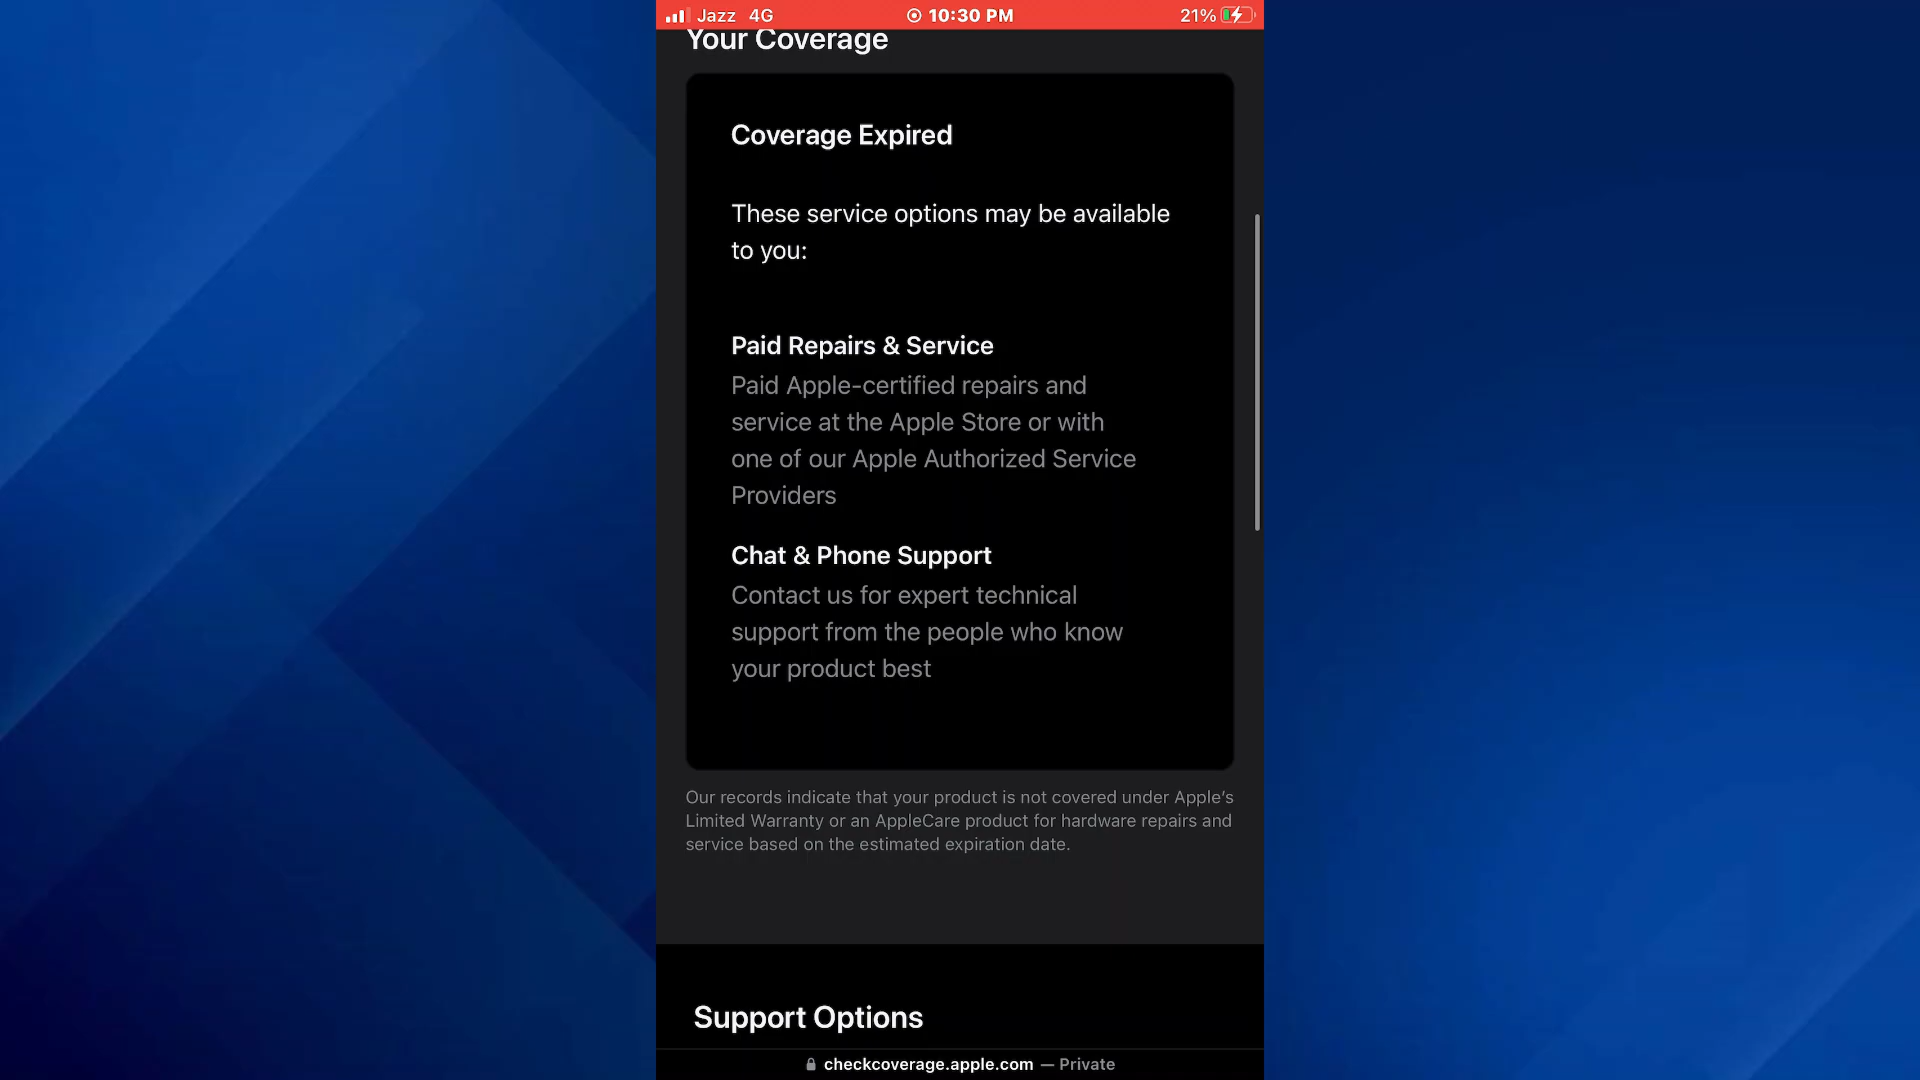 Jazz 4G 10:30 PM 21%
Your Coverage
Coverage Expired
These service options may be available
to you:
Paid Repairs & Service
Paid Apple-certified repairs and
service at the Apple Store or with
one of our Apple Authorized Service
Providers
Chat & Phone Support
Contact us for expert technical
support from the people who know
your product best
Our records indicate that your product is not covered under Apple’s
Limited Warranty or an AppleCare product for hardware repairs and
service based on the estimated expiration date.
Support Options
checkcoverage.apple.com — Private